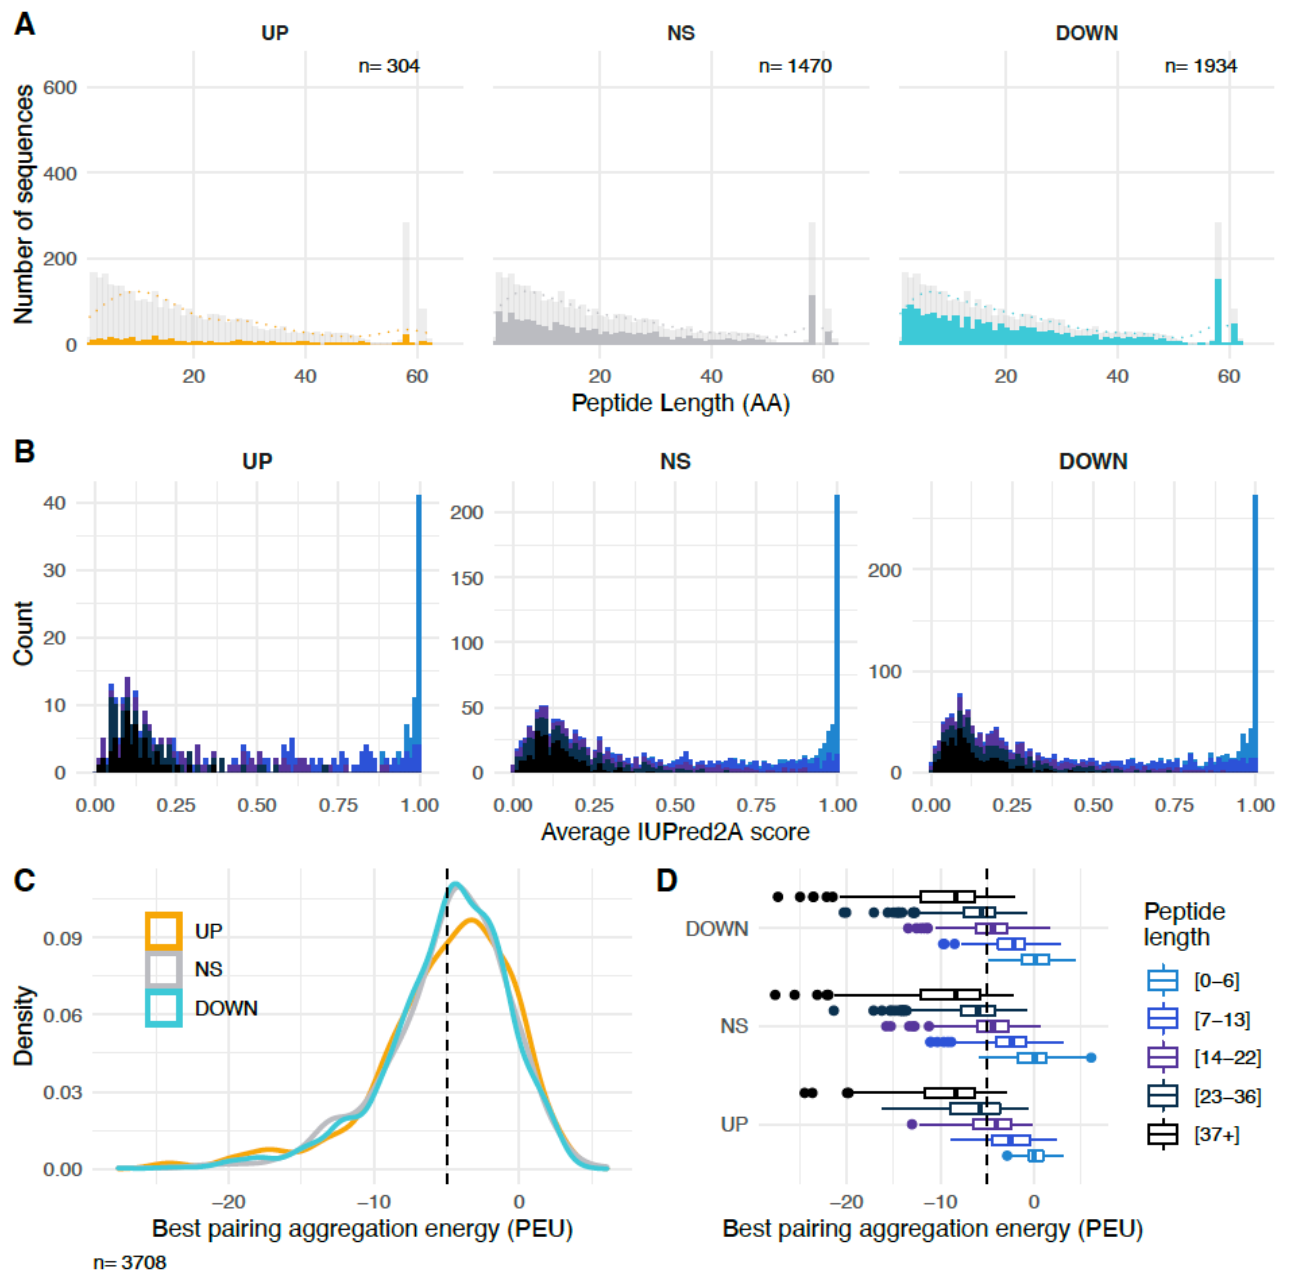 A
UP NS DOWN
n= 304 n= 1470 n= 1934
Number of sequences
600
400
200
0
20 40 60 20 40 60 20 40 60
Peptide Length (AA)
B
UP NS DOWN
Count
40
30
20
10
0
200
150
100
50
0
200
100
0
0.00 0.25 0.50 0.75 1.00 0.00 0.25 0.50 0.75 1.00 0.00 0.25 0.50 0.75 1.00
Average IUPred2A score
C
Density
0.09
0.06
0.03
0.00
UP
NS
DOWN
−20 −10 0
Best pairing aggregation energy (PEU)
n= 3708
D
DOWN
NS
UP
−20 −10 0
Best pairing aggregation energy (PEU)
Peptide
length
[0−6]
[7−13]
[14−22]
[23−36]
[37+]